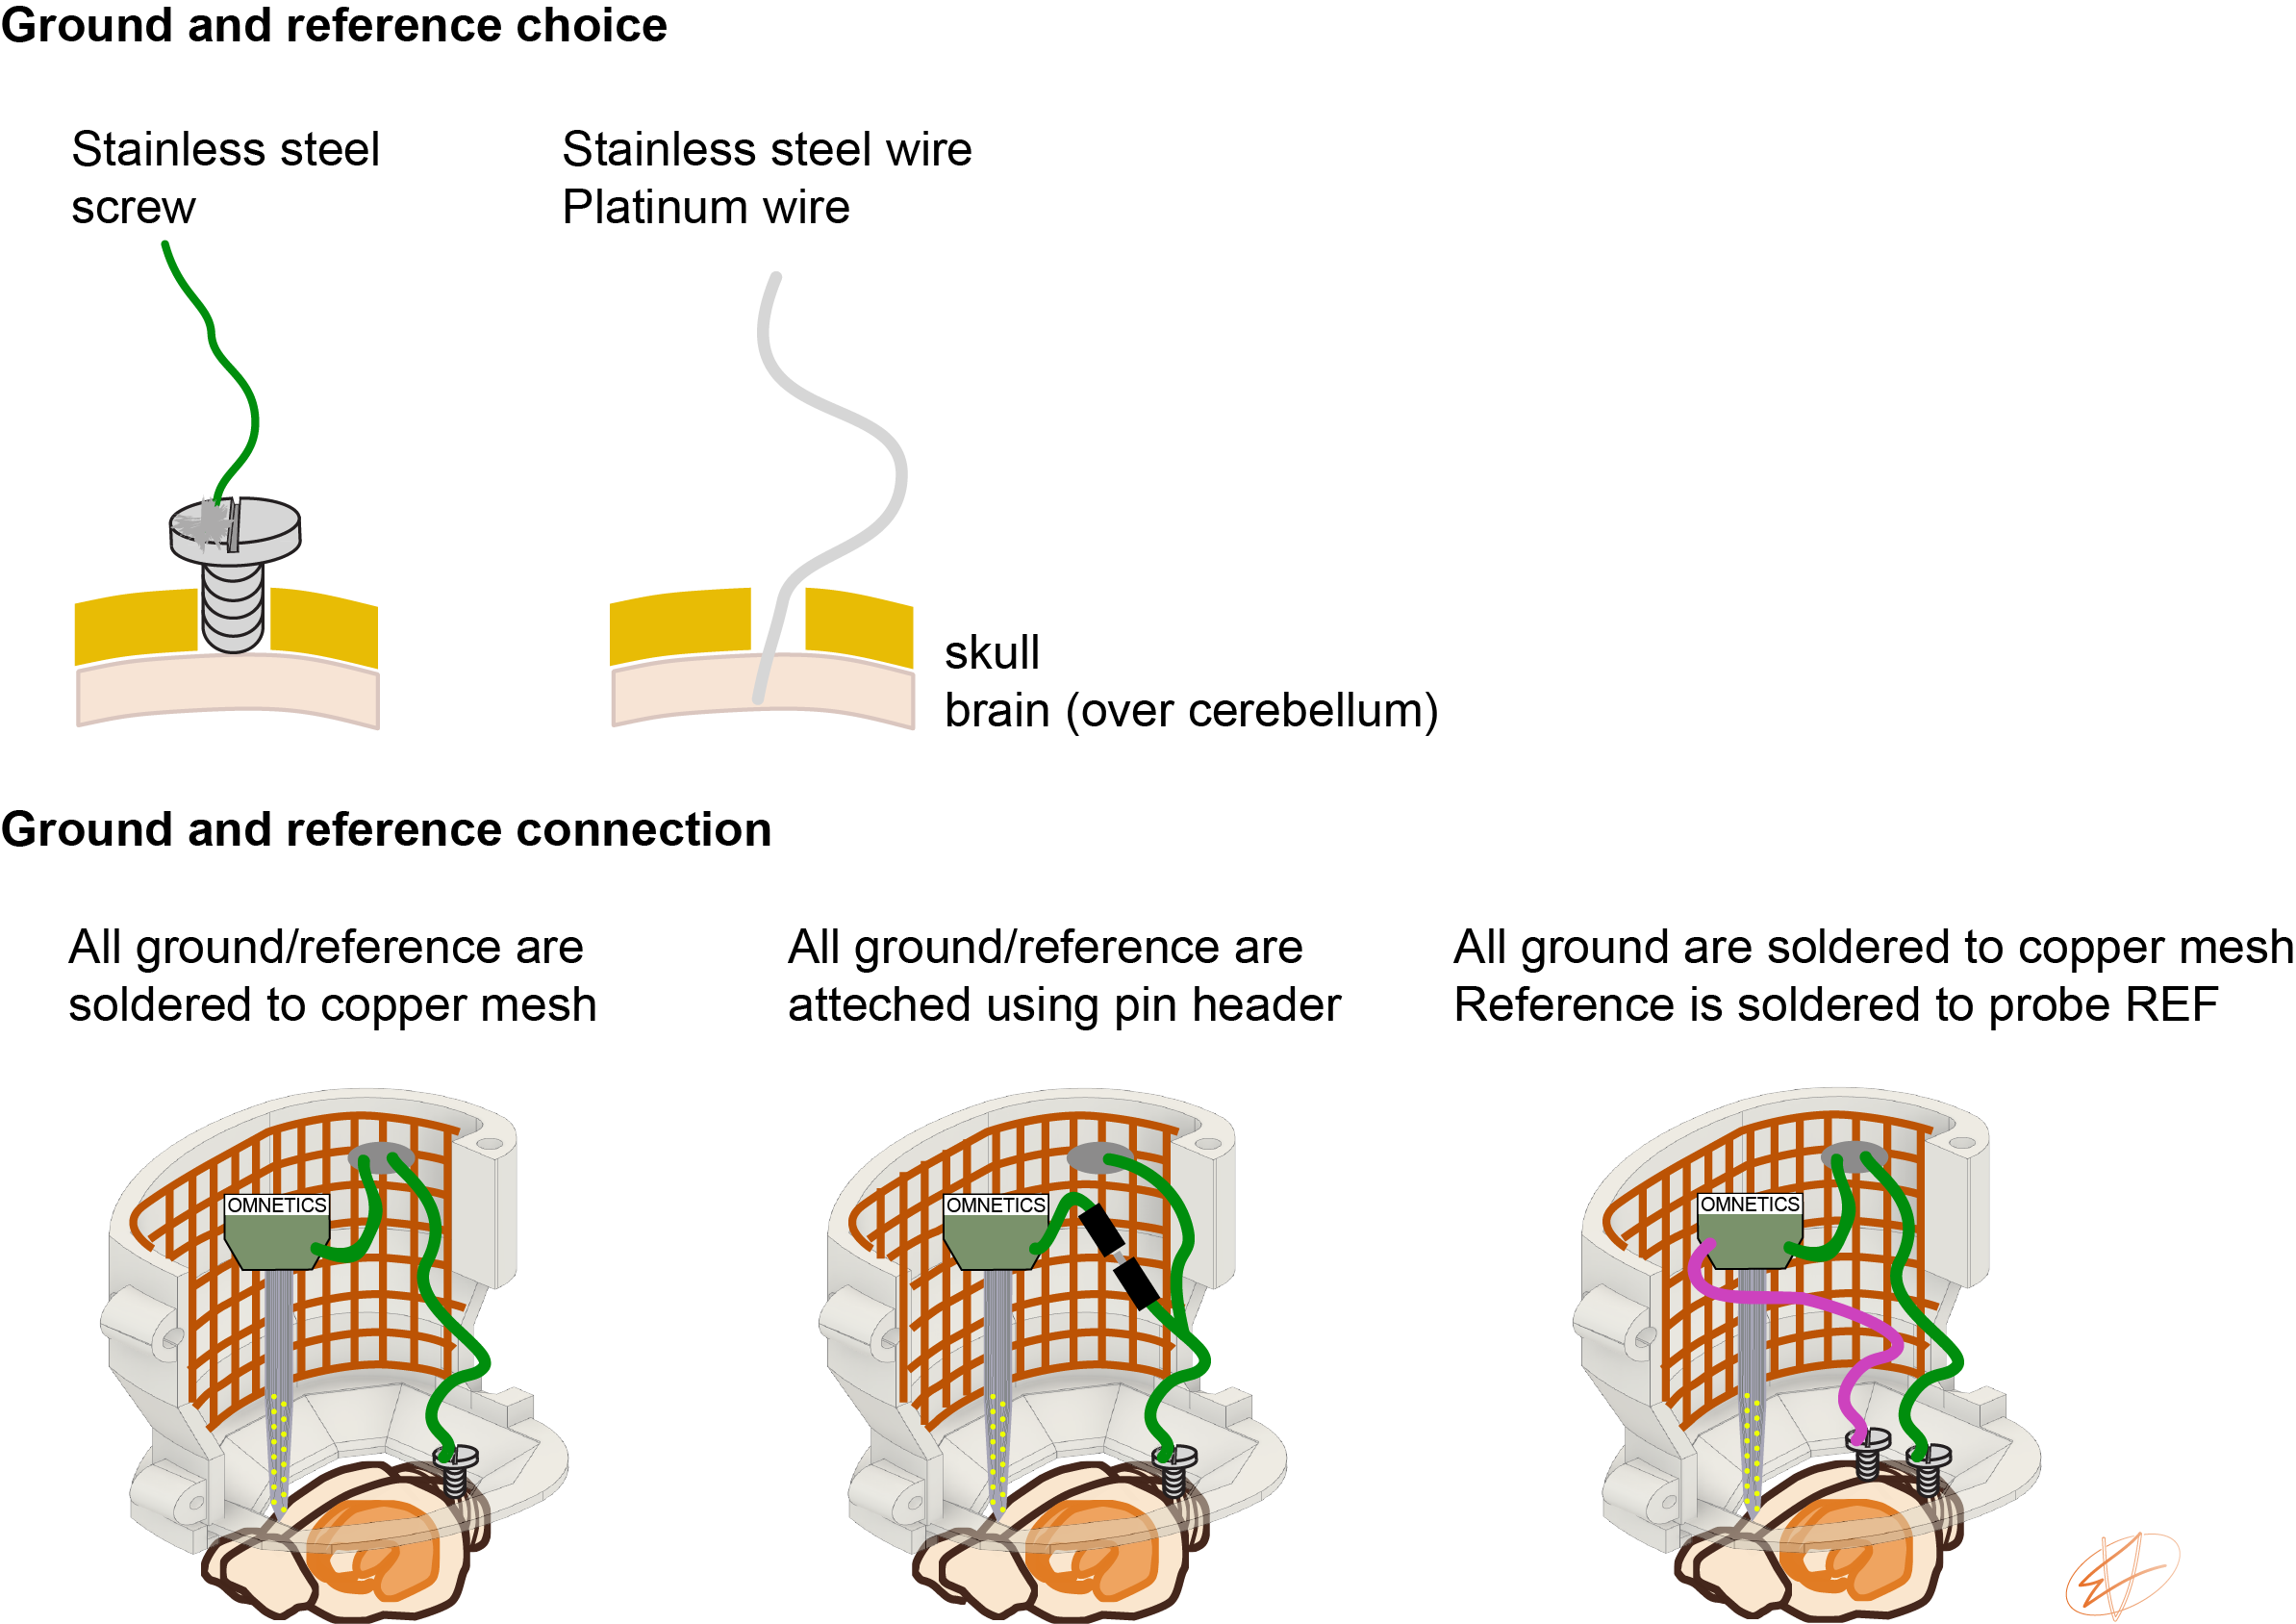 Ground and reference choice
Stainless steel
screw
Stainless steel wire
Platinum wire
skull
brain (over cerebellum)
Ground and reference connection
All ground/reference are
soldered to copper mesh
All ground/reference are
atteched using pin header
All ground are soldered to copper mesh
Reference is soldered to probe REF
OMNETICS
OMNETICS
OMNETICS